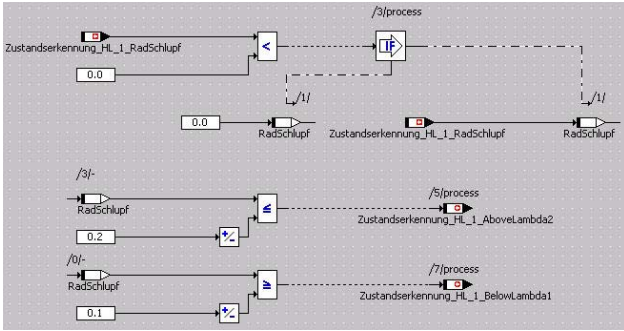 /3/process
Zustandserkennung_HL_1_RadSchlupf
<
IF
0.0
/1/
/1/
0.0
RadSchlupf
Zustandserkennung_HL_1_RadSchlupf
RadSchlupf
/3/-
RadSchlupf
≤
/5/process
Zustandserkennung_HL_1_AboveLambda2
0.2
+/-
/0/-
RadSchlupf
≥
/7/process
Zustandserkennung_HL_1_BelowLambda1
0.1
+/-